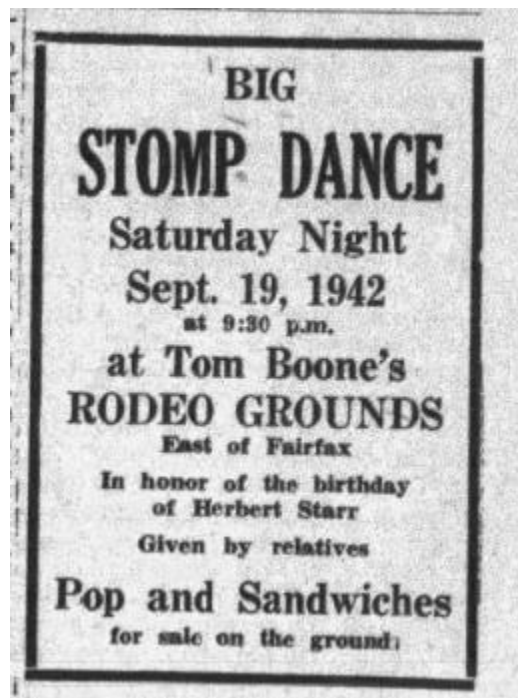 BIG
STOMP DANCE
Saturday Night
Sept. 19, 1942
at 9:30 p.m.
at Tom Boone's
RODEO GROUNDS
East of Fairfax
In honor of the birthday
of Herbert Starr
Given by relatives
Pop and Sandwiches
for sale on the grounds